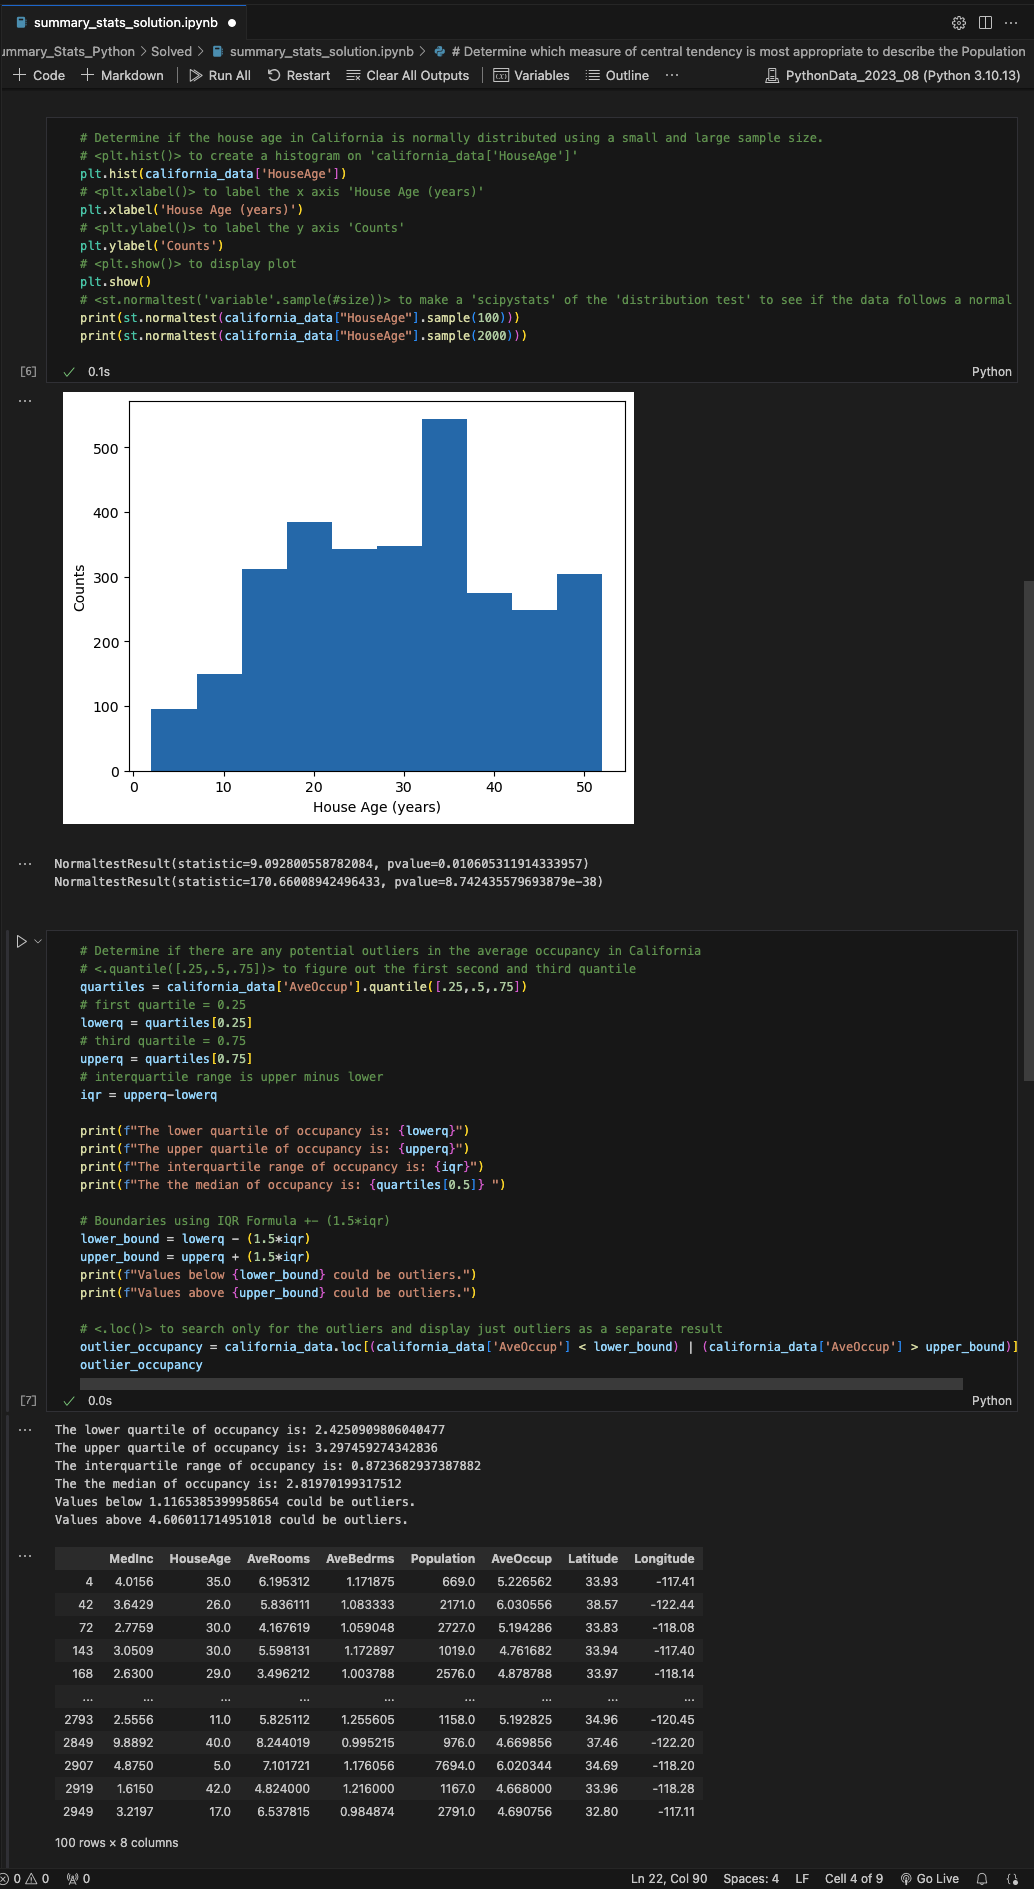 summary_stats_solution.ipynb ●
ummary_Stats_Python > Solved > summary_stats_solution.ipynb > # Determine which measure of central tendency is most appropriate to describe the Population
+ Code + Markdown | Run All Restart Clear All Outputs | Variables Outline ... PythonData_2023_08 (Python 3.10.13)
# Determine if the house age in California is normally distributed using a small and large sample size.
# <plt.hist()> to create a histogram on 'california_data['HouseAge']'
plt.hist(california_data['HouseAge'])
# <plt.xlabel()> to label the x axis 'House Age (years)'
plt.xlabel('House Age (years)')
# <plt.ylabel()> to label the y axis 'Counts'
plt.ylabel('Counts')
# <plt.show()> to display plot
plt.show()
# <st.normaltest('variable'.sample(#size))> to make a 'scipystats' of the 'distribution test' to see if the data follows a normal
print(st.normaltest(california_data["HouseAge"].sample(100)))
print(st.normaltest(california_data["HouseAge"].sample(2000)))
[6] ✓ 0.1s Python
...
500
400
300
200
100
0
Counts
0 10 20 30 40 50
House Age (years)
...
NormaltestResult(statistic=9.092800558782084, pvalue=0.010605311914333957)
NormaltestResult(statistic=170.66008942496433, pvalue=8.742435579693879e-38)
# Determine if there are any potential outliers in the average occupancy in California
# <.quantile([.25,.5,.75])> to figure out the first second and third quantile
quartiles = california_data['AveOccup'].quantile([.25,.5,.75])
# first quartile = 0.25
lowerq = quartiles[0.25]
# third quartile = 0.75
upperq = quartiles[0.75]
# interquartile range is upper minus lower
iqr = upperq-lowerq
print(f"The lower quartile of occupancy is: {lowerq}")
print(f"The upper quartile of occupancy is: {upperq}")
print(f"The interquartile range of occupancy is: {iqr}")
print(f"The the median of occupancy is: {quartiles[0.5]} ")
# Boundaries using IQR Formula +- (1.5*iqr)
lower_bound = lowerq - (1.5*iqr)
upper_bound = upperq + (1.5*iqr)
print(f"Values below {lower_bound} could be outliers.")
print(f"Values above {upper_bound} could be outliers.")
# <.loc()> to search only for the outliers and display just outliers as a separate result
outlier_occupancy = california_data.loc[(california_data['AveOccup'] < lower_bound) | (california_data['AveOccup'] > upper_bound)]
outlier_occupancy
[7] ✓ 0.0s Python
...
The lower quartile of occupancy is: 2.4250909806040477
The upper quartile of occupancy is: 3.297459274342836
The interquartile range of occupancy is: 0.8723682937387882
The the median of occupancy is: 2.81970199317512
Values below 1.1165385399958654 could be outliers.
Values above 4.606011714951018 could be outliers.
...
MedInc HouseAge AveRooms AveBedrms Population AveOccup Latitude Longitude
4 4.0156 35.0 6.195312 1.171875 669.0 5.226562 33.93 -117.41
42 3.6429 26.0 5.836111 1.083333 2171.0 6.030556 38.57 -122.44
72 2.7759 30.0 4.167619 1.059048 2727.0 5.194286 33.83 -118.08
143 3.0509 30.0 5.598131 1.172897 1019.0 4.761682 33.94 -117.40
168 2.6300 29.0 3.496212 1.003788 2576.0 4.878788 33.97 -118.14
... ... ... ... ... ... ... ... ...
2793 2.5556 11.0 5.825112 1.255605 1158.0 5.192825 34.96 -120.45
2849 9.8892 40.0 8.244019 0.995215 976.0 4.669856 37.46 -122.20
2907 4.8750 5.0 7.101721 1.176056 7694.0 6.020344 34.69 -118.20
2919 1.6150 42.0 4.824000 1.216000 1167.0 4.668000 33.96 -118.28
2949 3.2197 17.0 6.537815 0.984874 2791.0 4.690756 32.80 -117.11
100 rows × 8 columns
0 0 0 Ln 22, Col 90 Spaces: 4 LF Cell 4 of 9 Go Live